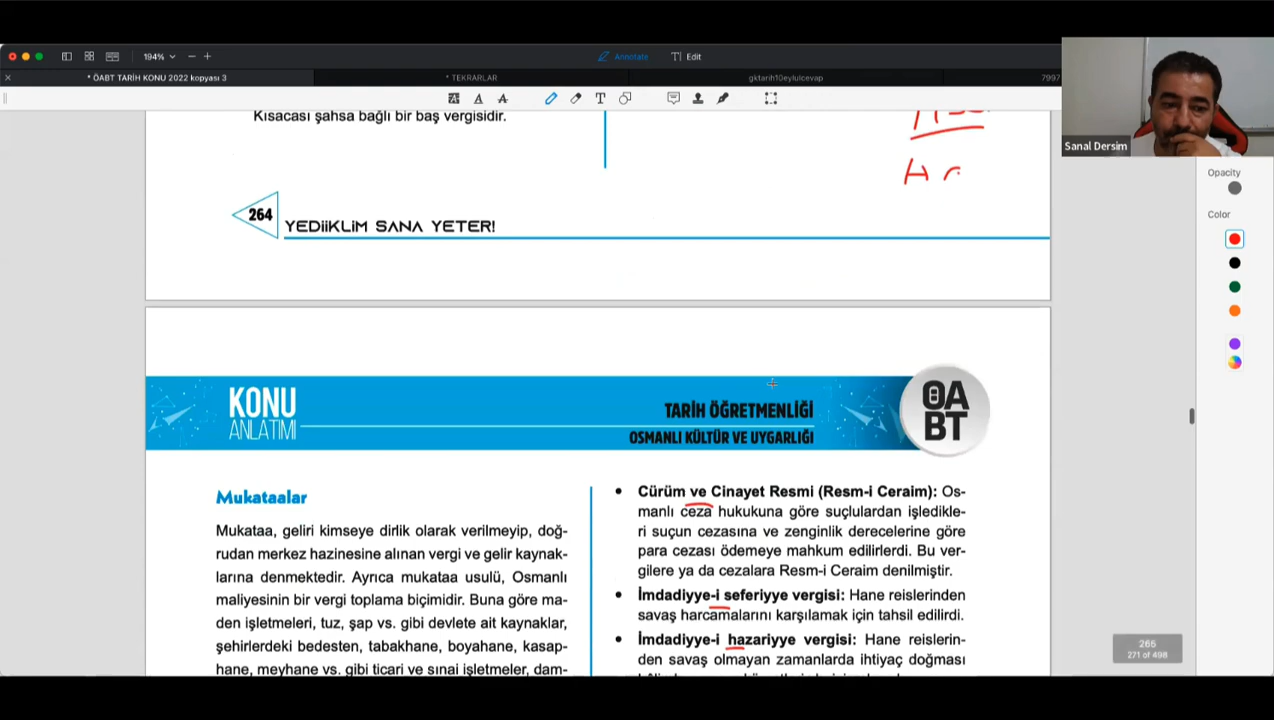 194%
Annotate
Edit
* ÖABT TARİH KONU 2022 kopyası 3
* TEKRARLAR
gktarih10eylulcevap
7997
Sanal Dersim
Opacity
Color
Kısacası şahsa bağlı bir baş vergisidir.
264
YEDiiKLiM SANA YETER!
KONU
ANLATIMI
TARİH ÖĞRETMENLİĞİ
OSMANLI KÜLTÜR VE UYGARLIĞI
ÖA
BT
Mukataalar
Mukataa, geliri kimseye dirlik olarak verilmeyip, doğ-
rudan merkez hazinesine alınan vergi ve gelir kaynak-
larına denmektedir. Ayrıca mukataa usulü, Osmanlı
maliyesinin bir vergi toplama biçimidir. Buna göre ma-
den işletmeleri, tuz, şap vs. gibi devlete ait kaynaklar,
şehirlerdeki bedesten, tabakhane, boyahane, kasap-
hane, meyhane vs. gibi ticari ve sınai işletmeler, dam-
• Cürüm ve Cinayet Resmi (Resm-i Ceraim): Os-
manlı ceza hukukuna göre suçlulardan işledikle-
ri suçun cezasına ve zenginlik derecelerine göre
para cezası ödemeye mahkum edilirlerdi. Bu ver-
gilere ya da cezalara Resm-i Ceraim denilmiştir.
• İmdadiyye-i seferiyye vergisi: Hane reislerinden
savaş harcamalarını karşılamak için tahsil edilirdi.
• İmdadiyye-i hazariyye vergisi: Hane reislerin-
den savaş olmayan zamanlarda ihtiyaç doğması
265
271 of 498